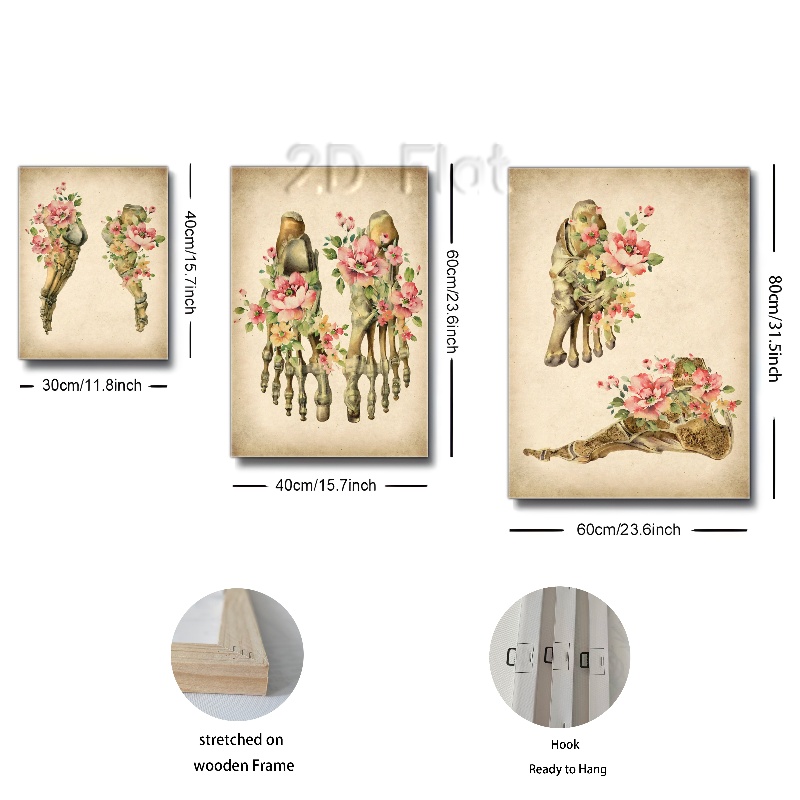 2D Flat
40cm/15.7inch
30cm/11.8inch
60cm/23.6inch
40cm/15.7inch
80cm/31.5inch
60cm/23.6inch
stretched on
wooden Frame
Hook
Ready to Hang